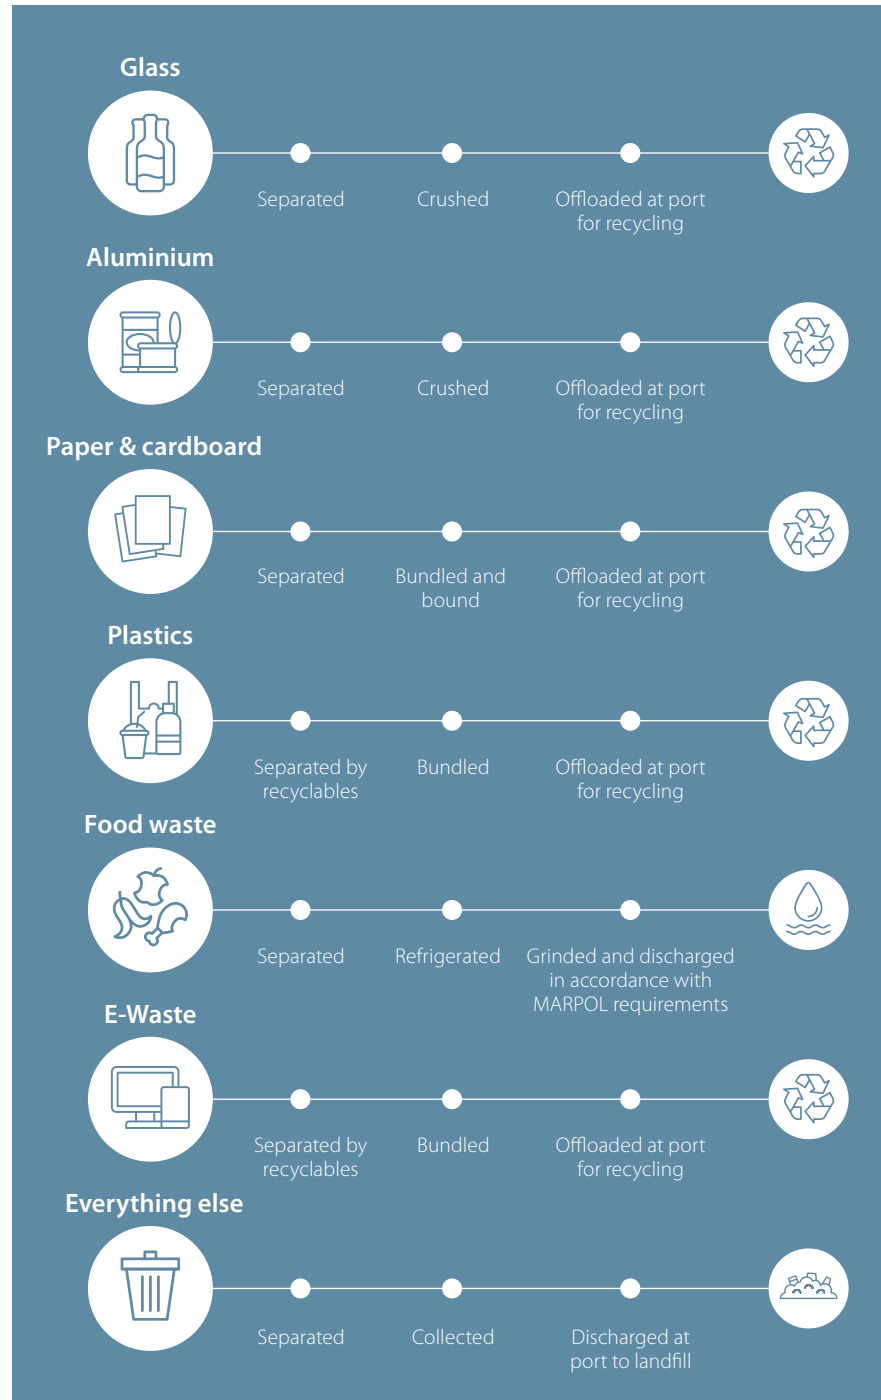 Glass
Separated
Crushed
Offloaded at port
for recycling
Aluminium
Separated
Crushed
Offloaded at port
for recycling
Paper & cardboard
Separated
Bundled and
bound
Offloaded at port
for recycling
Plastics
Separated by
recyclables
Bundled
Offloaded at port
for recycling
Food waste
Separated
Refrigerated
Grinded and discharged
in accordance with
MARPOL requirements
E-Waste
Separated by
recyclables
Bundled
Offloaded at port
for recycling
Everything else
Separated
Collected
Discharged at
port to landfill